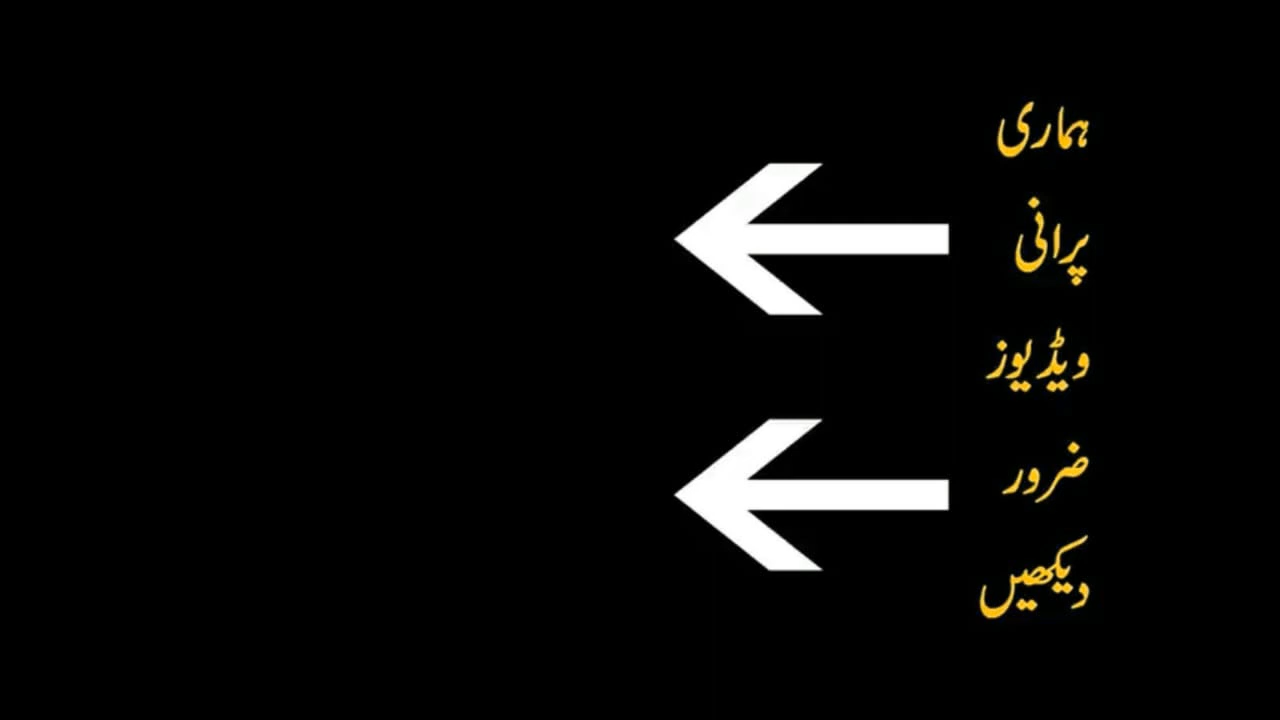 ہماری
پرانی
ویڈیوز
ضرور
دیکھیں